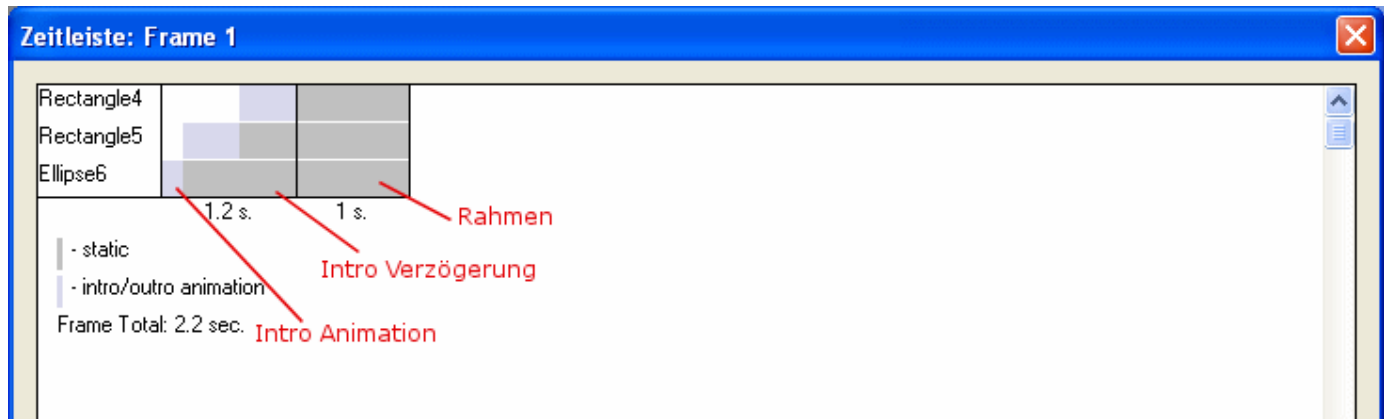 Zeitleiste: Frame 1
Rectangle4
Rectangle5
Ellipse6
1.2 s.
1 s.
Rahmen
- static
Intro Verzögerung
- intro/outro animation
Frame Total: 2.2 sec.
Intro Animation